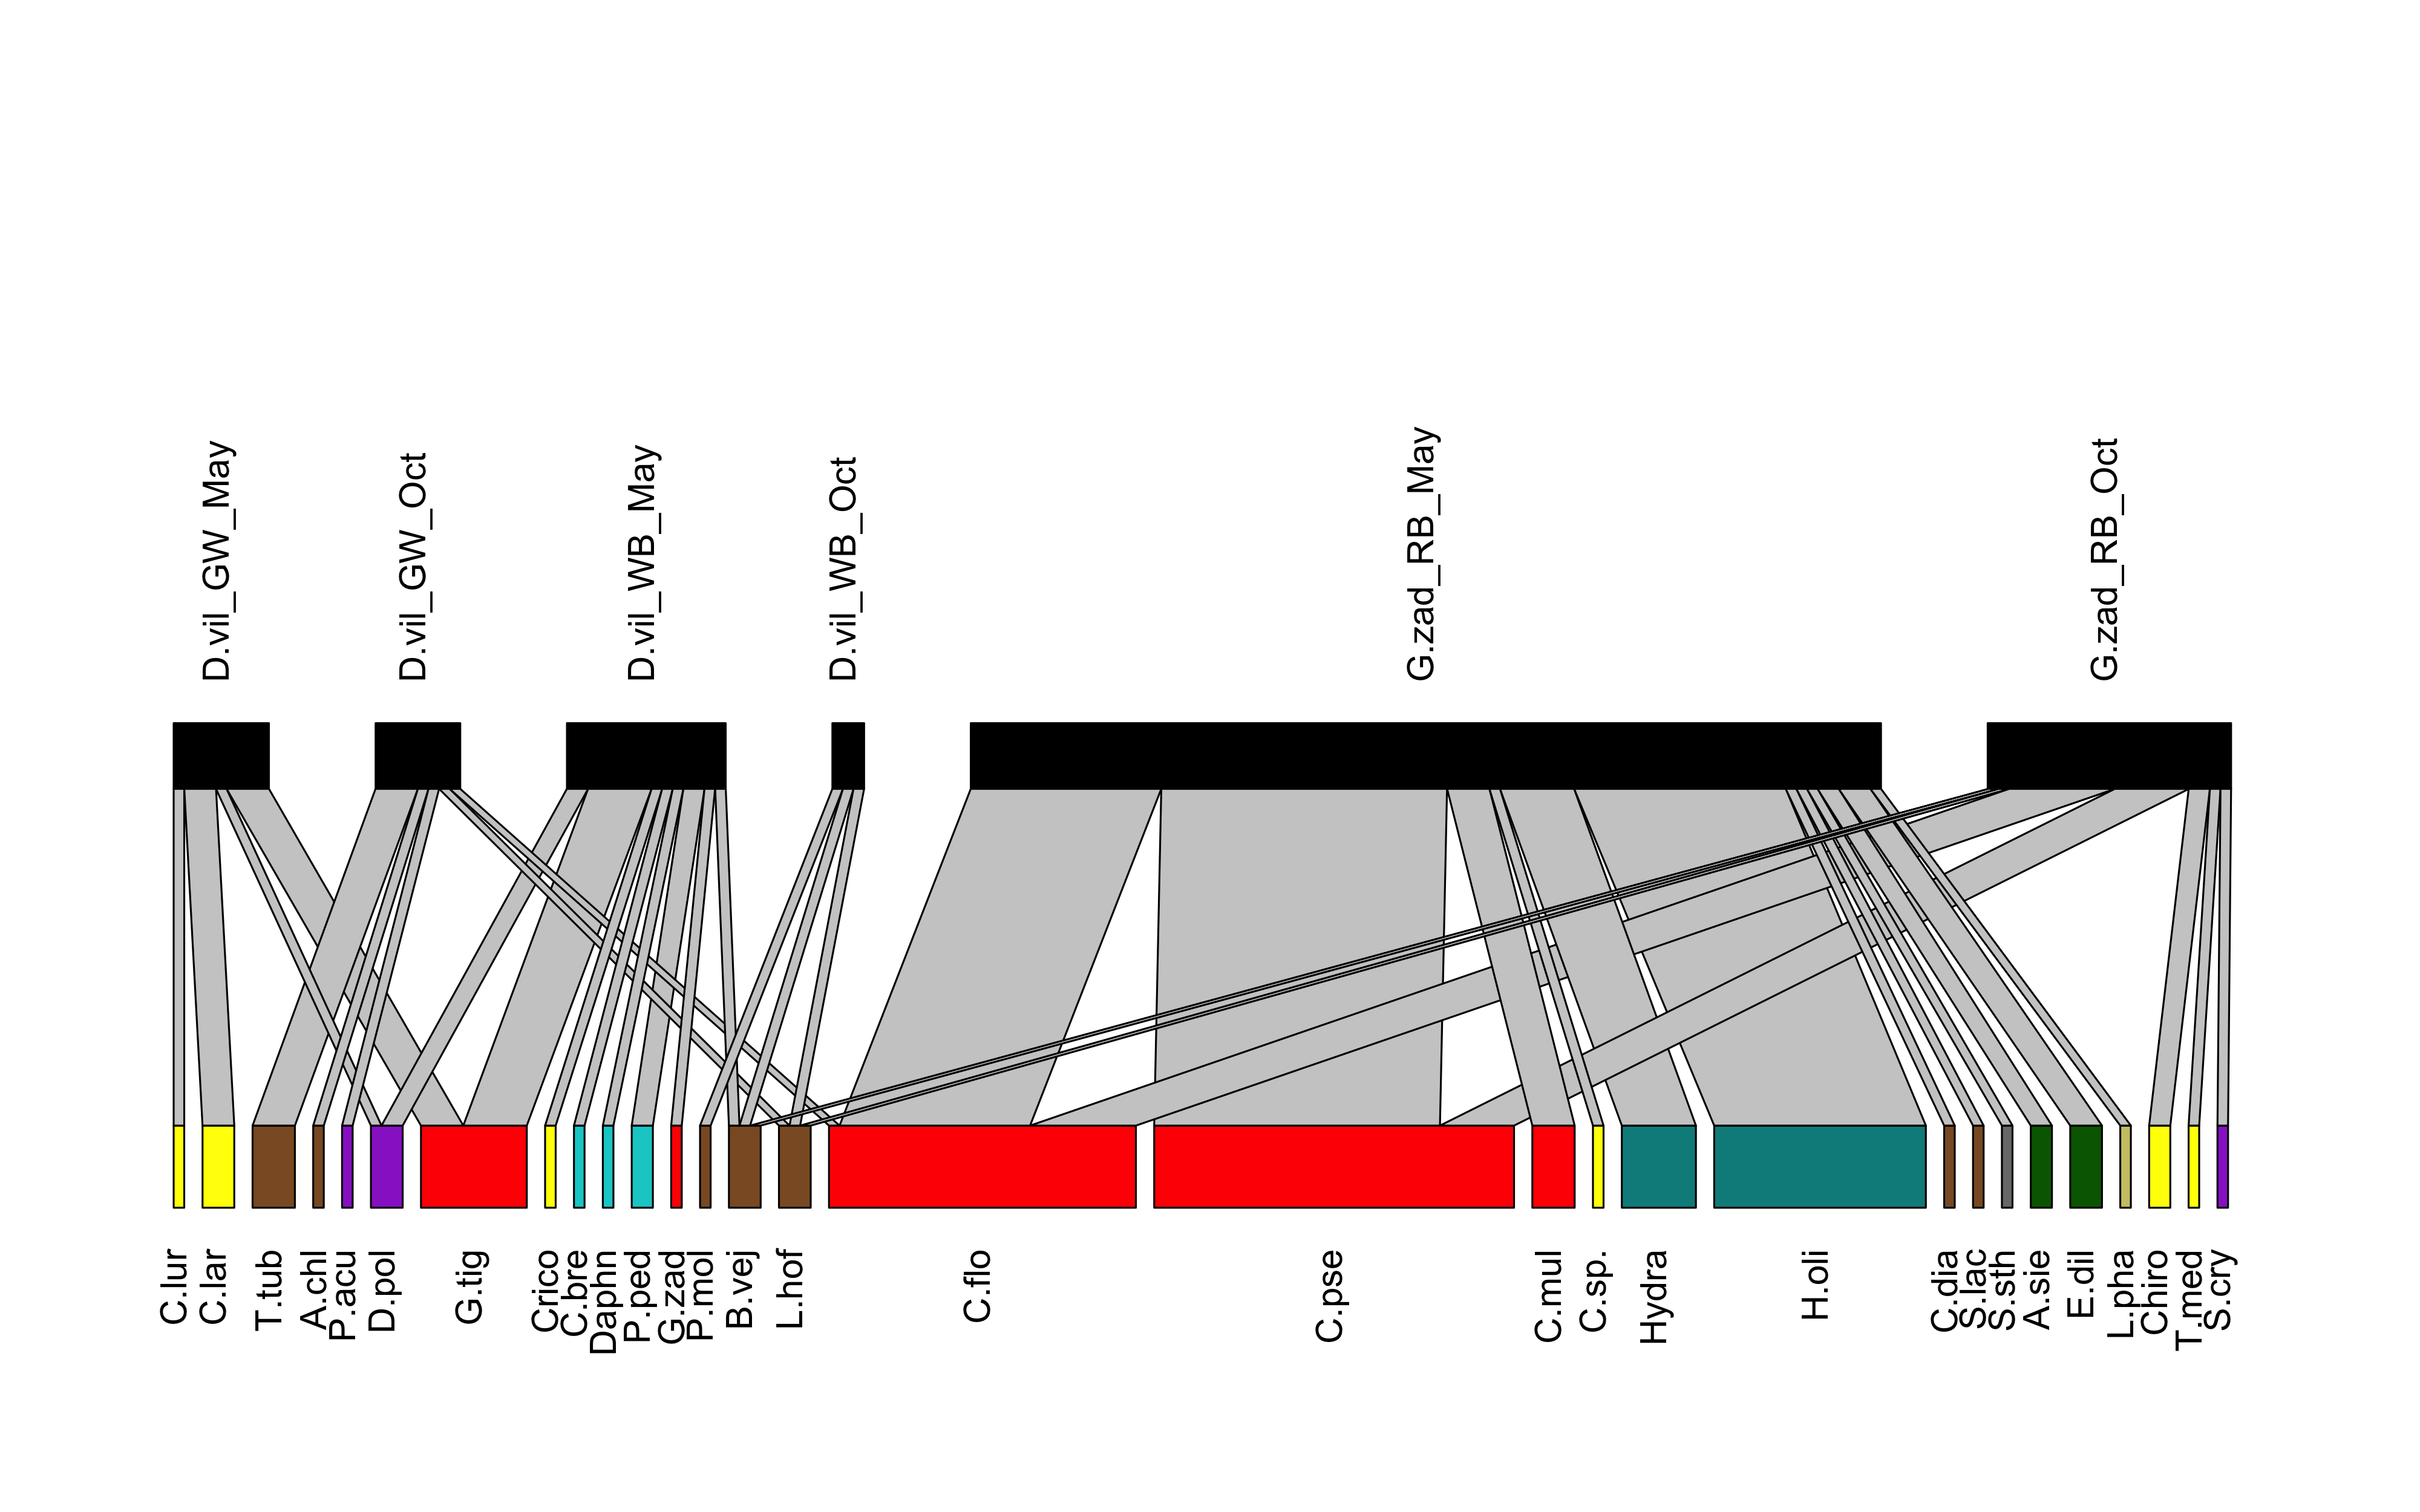 D.vil_GW_May
D.vil_GW_Oct
D.vil_WB_May
D.vil_WB_Oct
G.zad_RB_May
G.zad_RB_Oct
C.lur
C.lar
T.tub
A.chl
P.acu
D.pol
G.tig
Crico
C.bre
Daphn
P.ped
G.zad
P.mol
B.vej
L.hof
C.flo
C.pse
C.mul
C.sp.
Hydra
H.oli
C.dia
S.lac
S.sth
A.sie
E.dil
L.pha
Chiro
T.med
S.cry